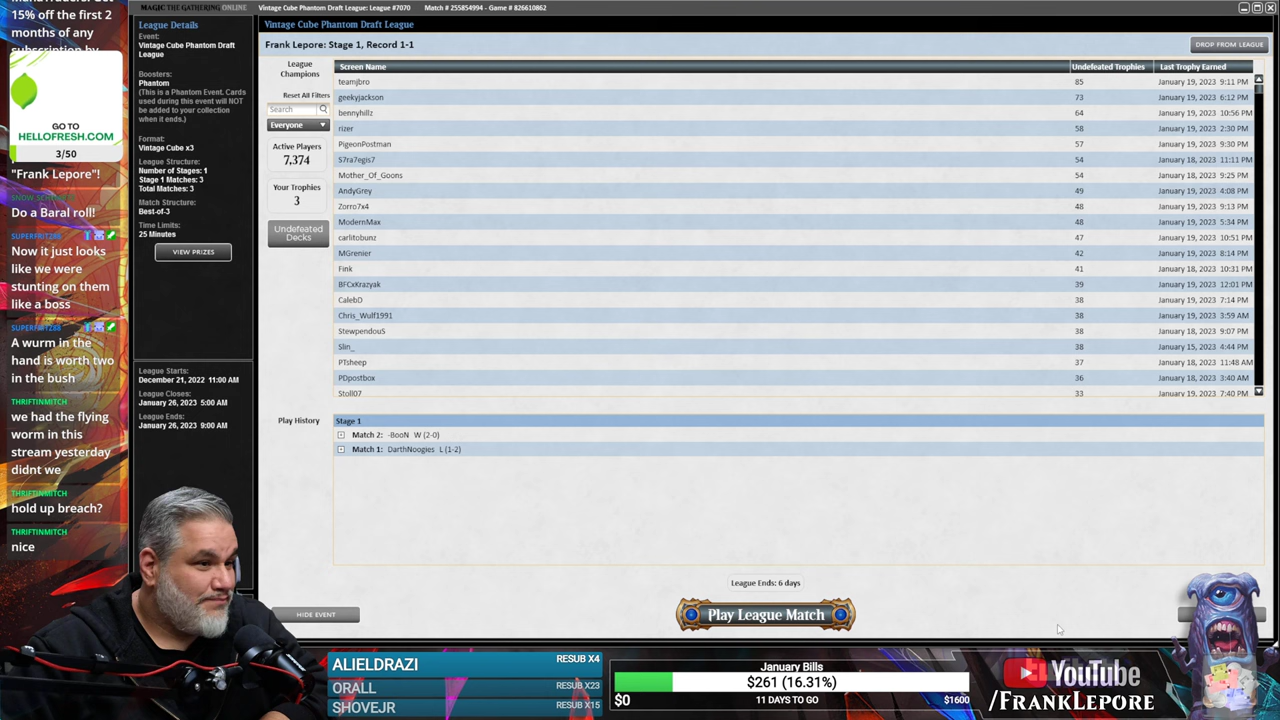 15% off the first 2
months of any
subscription by
GO TO
HELLOFRESH.COM
3/50
"Frank Lepore"!
Do a Baral roll!
SUPERFRITZ88
Now it just looks
like we were
stunting on them
like a boss
SUPERFRITZ88
A wurm in the
hand is worth two
in the bush
THRIFTINMITCH
we had the flying
worm in this
stream yesterday
didnt we
THRIFTINMITCH
hold up breach?
THRIFTINMITCH
nice
MAGIC THE GATHERING ONLINE
Vintage Cube Phantom Draft League: League #7070 Match # 255854994 - Game # 826610862
League Details
Event:
Vintage Cube Phantom Draft
League
Boosters:
Phantom
(This is a Phantom Event. Cards
used during this event will NOT
be added to your collection
when it ends.)
Format:
Vintage Cube x3
League Structure:
Number of Stages: 1
Stage 1 Matches: 3
Total Matches: 3
Match Structure:
Best-of-3
Time Limits:
25 Minutes
VIEW PRIZES
League Starts:
December 21, 2022 11:00 AM
League Closes:
January 26, 2023 5:00 AM
League Ends:
January 26, 2023 9:00 AM
Vintage Cube Phantom Draft League
Frank Lepore: Stage 1, Record 1-1
DROP FROM LEAGUE
League
Champions
Reset All Filters
Search
Everyone
Active Players
7,374
Your Trophies
3
Undefeated
Decks
Screen Name Undefeated Trophies Last Trophy Earned
teamjbro 85 January 19, 2023 9:11 PM
geekyjackson 73 January 19, 2023 6:12 PM
bennyhillz 64 January 19, 2023 10:56 PM
rizer 58 January 19, 2023 2:30 PM
PigeonPostman 57 January 19, 2023 9:30 PM
S7ra7egis7 54 January 18, 2023 11:11 PM
Mother_Of_Goons 54 January 18, 2023 9:25 PM
AndyGrey 49 January 19, 2023 4:08 PM
Zorro7x4 48 January 19, 2023 9:13 PM
ModernMax 48 January 19, 2023 5:34 PM
carlitobunz 47 January 19, 2023 10:51 PM
MGrenier 42 January 19, 2023 8:14 PM
Fink 41 January 18, 2023 10:31 PM
BFCxKrazyak 39 January 19, 2023 12:01 PM
CalebD 38 January 19, 2023 7:14 PM
Chris_Wulf1991 38 January 19, 2023 3:59 AM
StewpendouS 38 January 18, 2023 9:07 PM
Slin_ 38 January 15, 2023 4:44 PM
PTsheep 37 January 18, 2023 11:48 AM
PDpostbox 36 January 18, 2023 3:40 AM
Stoll07 33 January 19, 2023 7:40 PM
Play History
Stage 1
Match 2: -BooN W (2-0)
Match 1: DarthNoogies L (1-2)
League Ends: 6 days
HIDE EVENT
Play League Match
ALIELDRAZI RESUB X4
ORALL RESUB X23
SHOVEJR RESUB X15
January Bills
$261 (16.31%)
$0 11 DAYS TO GO $1600
YouTube
/FRANKLEPORE